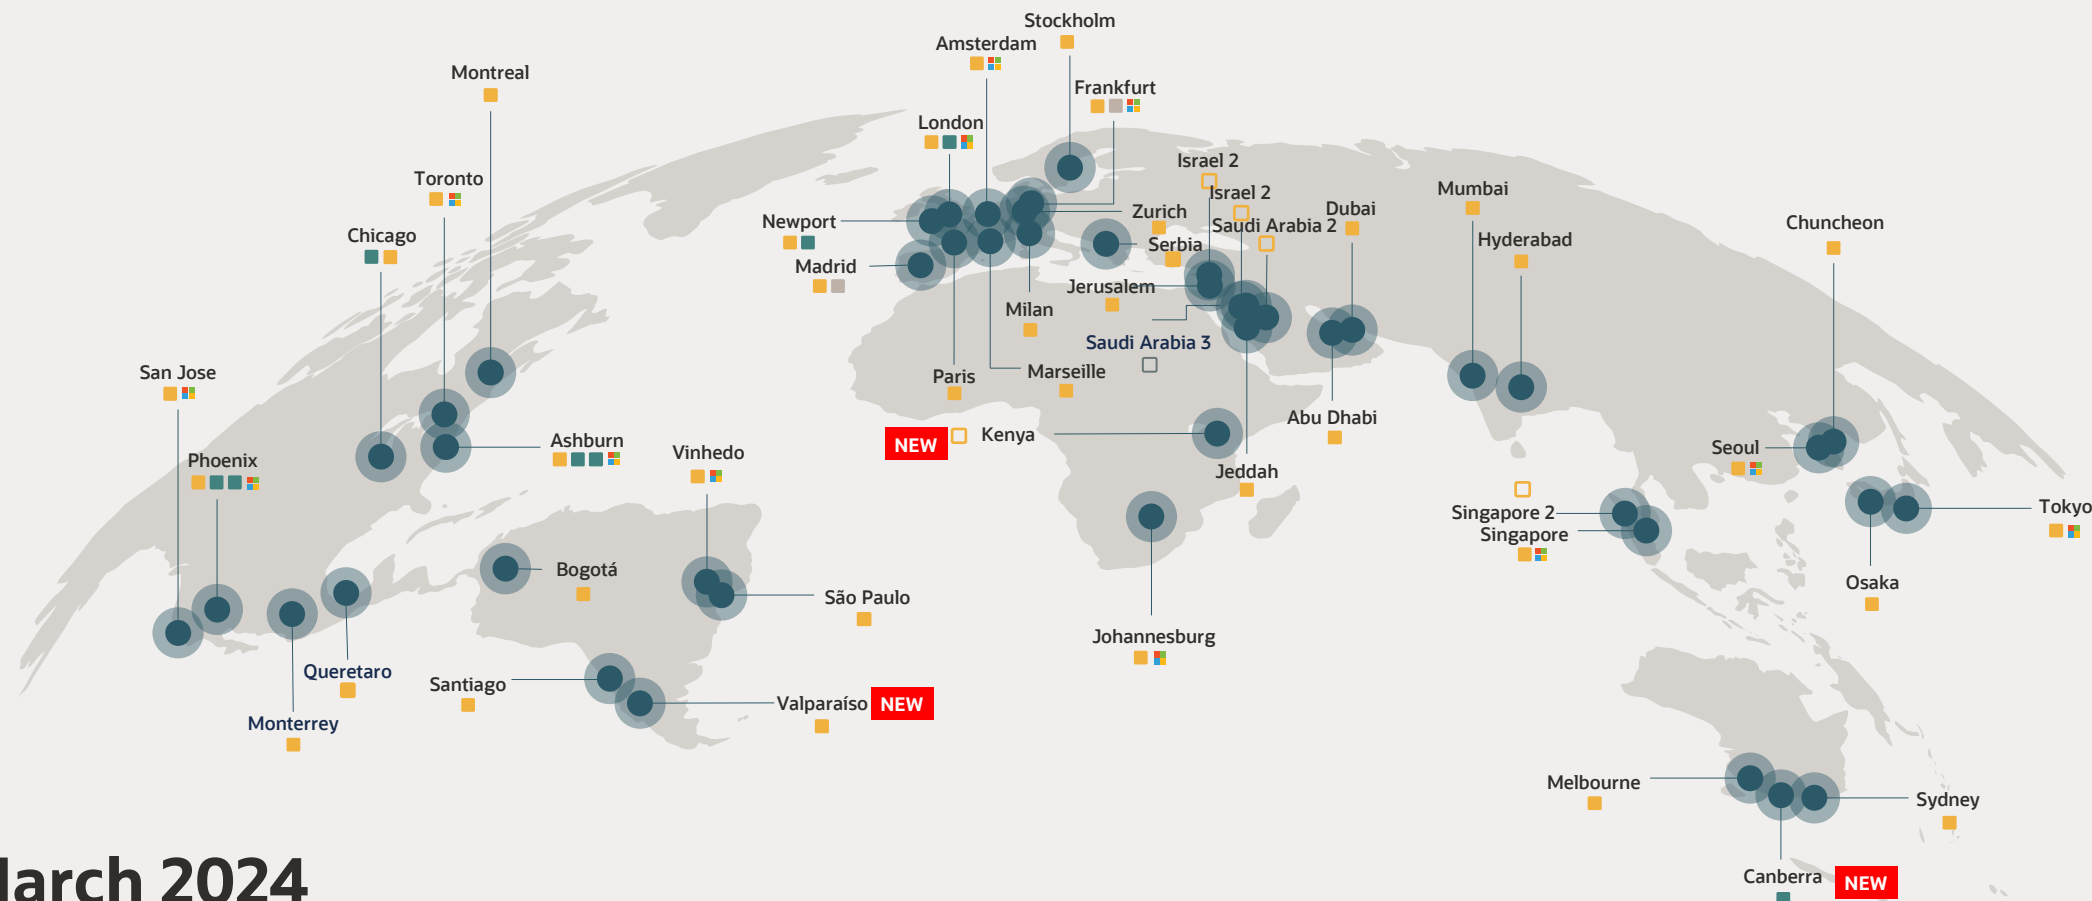 Stockholm
Amsterdam
Montreal
Frankfurt
London
Israel 2
Toronto
Mumbai
Israel 2
Dubai
Zurich
Newport
Saudi Arabia 2
Chuncheon
Chicago
Hyderabad
Serbia
Madrid
Jerusalem
Milan
Saudi Arabia 3
San Jose
Paris
Marseille
Abu Dhabi
NEW
Kenya
Ashburn
Seoul
Vinhedo
Phoenix
Jeddah
Tokyo
Singapore 2
Singapore
Bogotá
Osaka
São Paulo
Johannesburg
Queretaro
Santiago
Valparaíso NEW
Monterrey
Melbourne
Sydney
March 2024
Canberra NEW